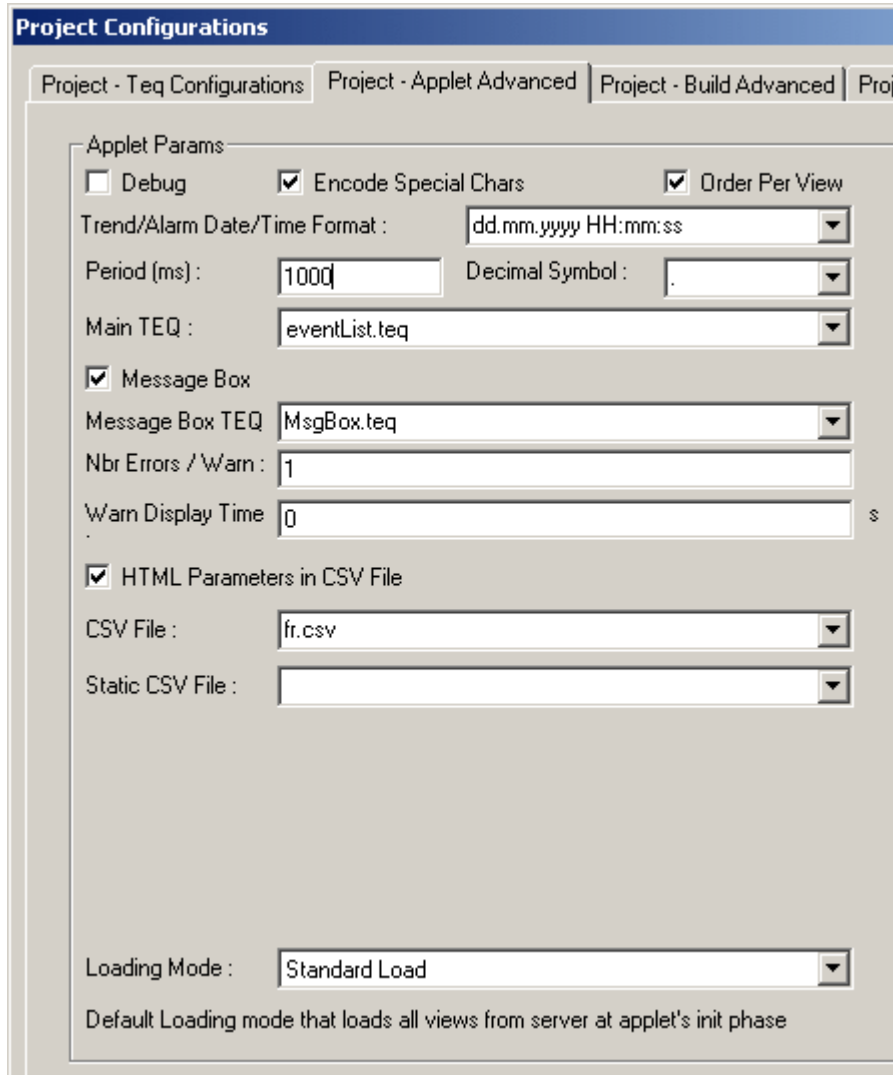 Project Configurations
Project - Teq Configurations Project - Applet Advanced Project - Build Advanced Proj
Applet Params
Debug Encode Special Chars Order Per View
Trend/Alarm Date/Time Format : dd.mm.yyyy HH:mm:ss
Period (ms) : 1000 Decimal Symbol : .
Main TEQ : eventList.teq
Message Box
Message Box TEQ MsgBox.teq
Nbr Errors / Warn : 1
Warn Display Time : 0 s
HTML Parameters in CSV File
CSV File : fr.csv
Static CSV File :
Loading Mode : Standard Load
Default Loading mode that loads all views from server at applet's init phase